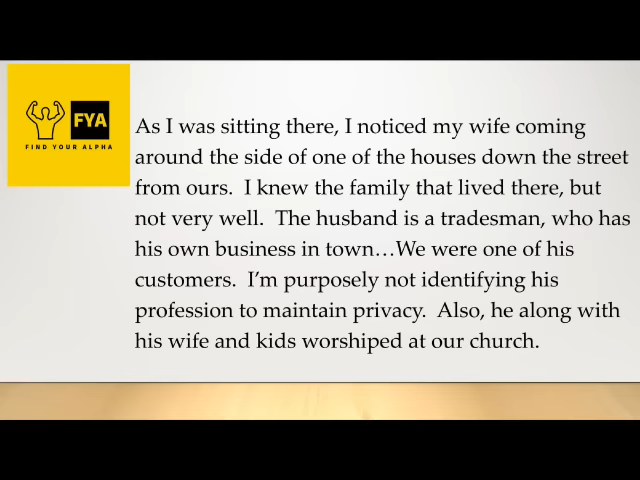 FYA
FIND YOUR ALPHA
As I was sitting there, I noticed my wife coming
around the side of one of the houses down the street
from ours.  I knew the family that lived there, but
not very well.  The husband is a tradesman, who has
his own business in town…We were one of his
customers.  I’m purposely not identifying his
profession to maintain privacy.  Also, he along with
his wife and kids worshiped at our church.